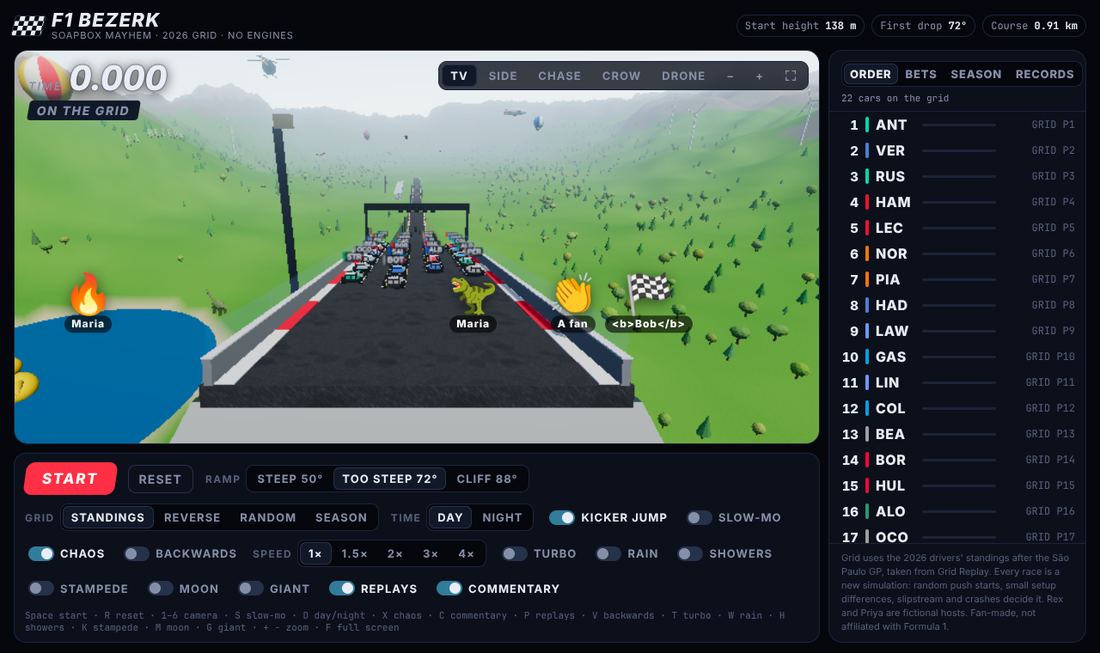 F1 BEZERK
SOAPBOX MAYHEM · 2026 GRID · NO ENGINES
Start height 138 m
First drop 72°
Course 0.91 km
TIME 0.000
ON THE GRID
TV SIDE CHASE CROW DRONE − +
F1 BEZERK
STR
OCO
BOT
ALB
Maria
Maria
A fan
<b>Bob</b>
START
RESET
RAMP STEEP 50° TOO STEEP 72° CLIFF 88°
GRID STANDINGS REVERSE RANDOM SEASON TIME DAY NIGHT KICKER JUMP SLOW-MO
CHAOS BACKWARDS SPEED 1× 1.5× 2× 3× 4× TURBO RAIN SHOWERS
STAMPEDE MOON GIANT REPLAYS COMMENTARY
Space start · R reset · 1-6 camera · S slow-mo · D day/night · X chaos · C commentary · P replays · V backwards · T turbo · W rain · H
showers · K stampede · M moon · G giant · + - zoom · F full screen
ORDER BETS SEASON RECORDS
22 cars on the grid
1 ANT GRID P1
2 VER GRID P2
3 RUS GRID P3
4 HAM GRID P4
5 LEC GRID P5
6 NOR GRID P6
7 PIA GRID P7
8 HAD GRID P8
9 LAW GRID P9
10 GAS GRID P10
11 LIN GRID P11
12 COL GRID P12
13 BEA GRID P13
14 BOR GRID P14
15 HUL GRID P15
16 ALO GRID P16
17 OCO GRID P17
Grid uses the 2026 drivers' standings after the São
Paulo GP, taken from Grid Replay. Every race is a
new simulation: random push starts, small setup
differences, slipstream and crashes decide it. Rex
and Priya are fictional hosts. Fan-made, not
affiliated with Formula 1.